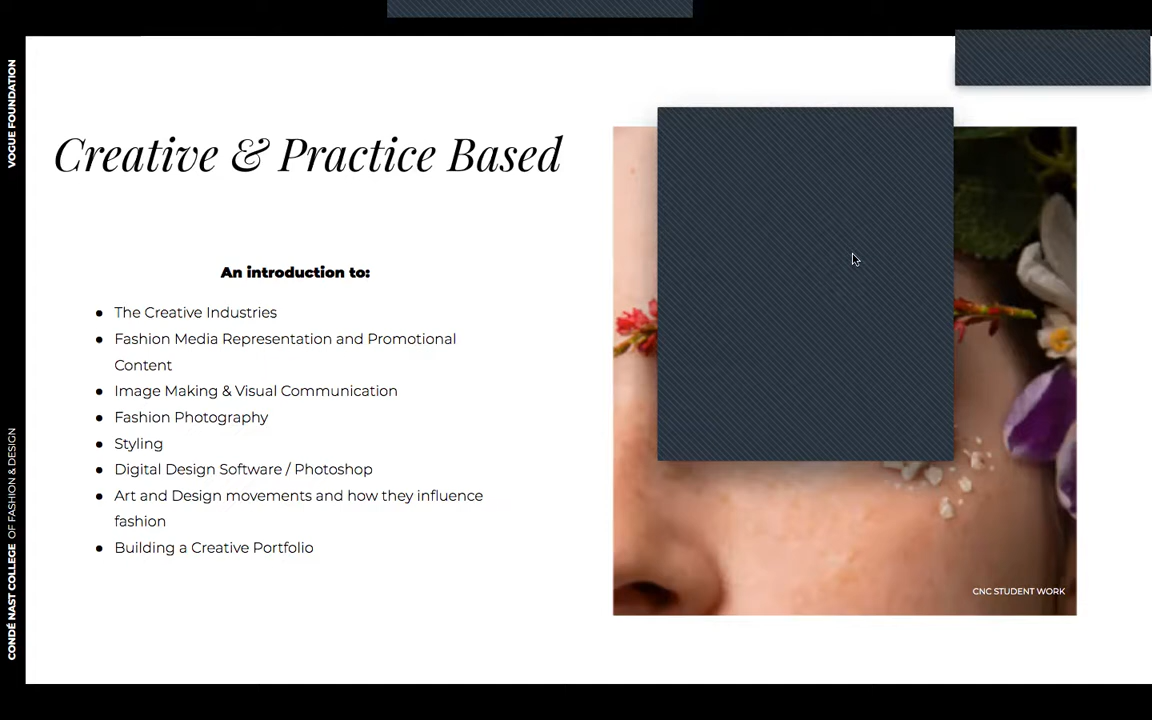 VOGUE FOUNDATION
Creative & Practice Based
An introduction to:
● The Creative Industries
● Fashion Media Representation and Promotional
Content
● Image Making & Visual Communication
● Fashion Photography
● Styling
● Digital Design Software / Photoshop
● Art and Design movements and how they influence
fashion
● Building a Creative Portfolio
CNC STUDENT WORK
CONDÉ NAST COLLEGE OF FASHION & DESIGN